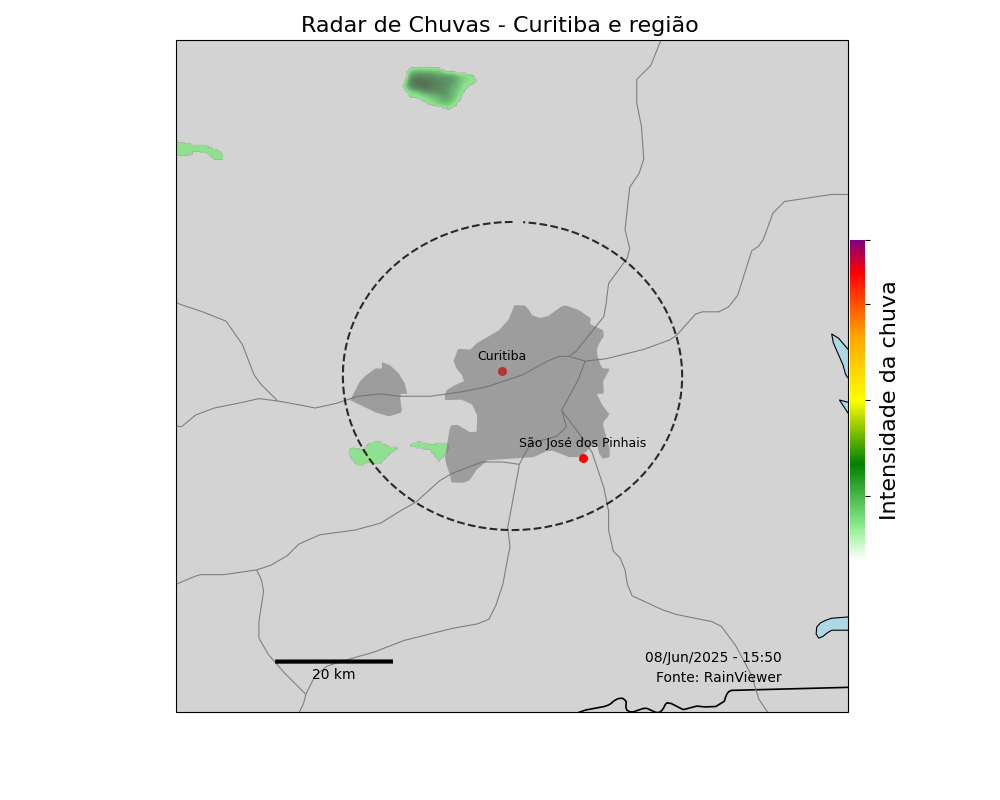 Radar de Chuvas - Curitiba e região
Curitiba
São José dos Pinhais
Intensidade da chuva
20 km
08/Jun/2025 - 15:50
Fonte: RainViewer